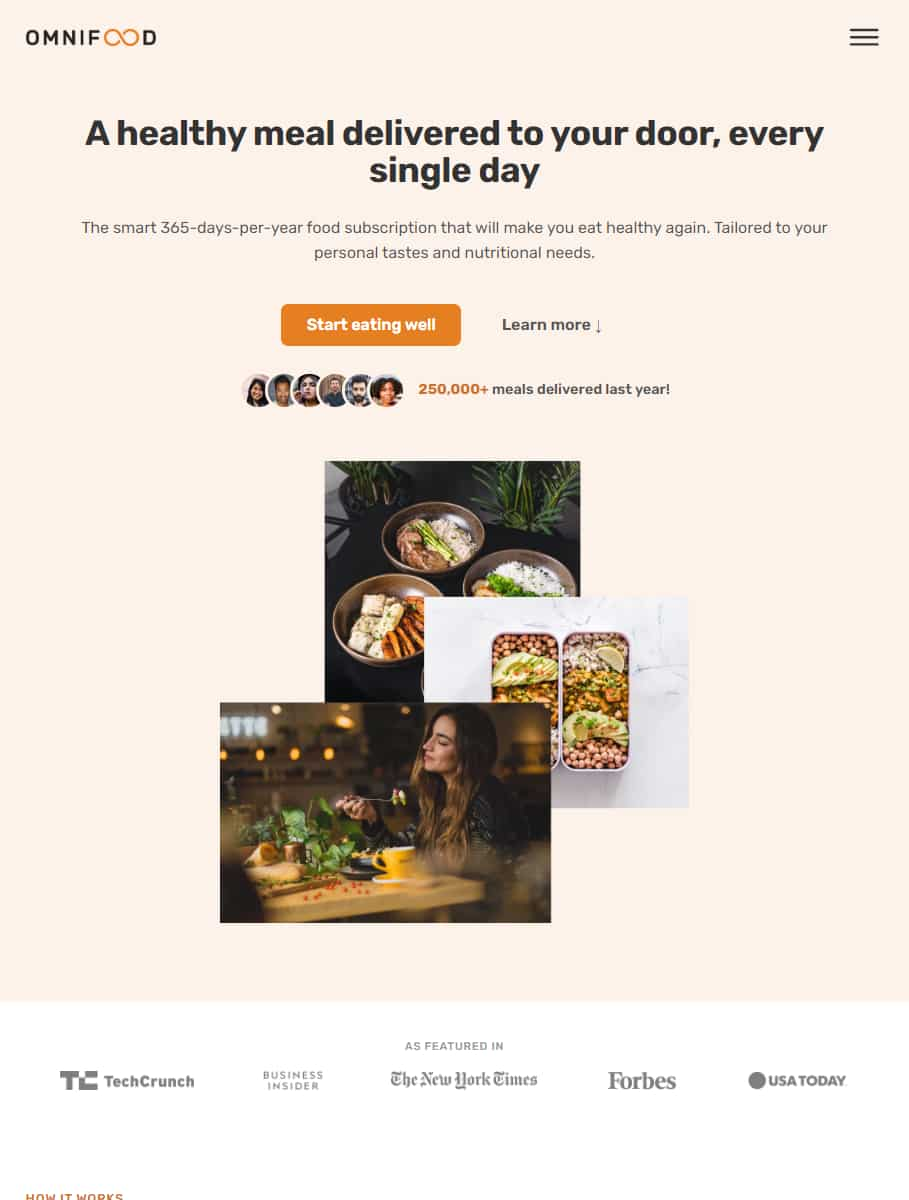 OMNIFOOD
A healthy meal delivered to your door, every
single day
The smart 365-days-per-year food subscription that will make you eat healthy again. Tailored to your
personal tastes and nutritional needs.
Start eating well
Learn more ↓
250,000+ meals delivered last year!
AS FEATURED IN
TechCrunch
BUSINESS
INSIDER
The New York Times
Forbes
USA TODAY
HOW IT WORKS